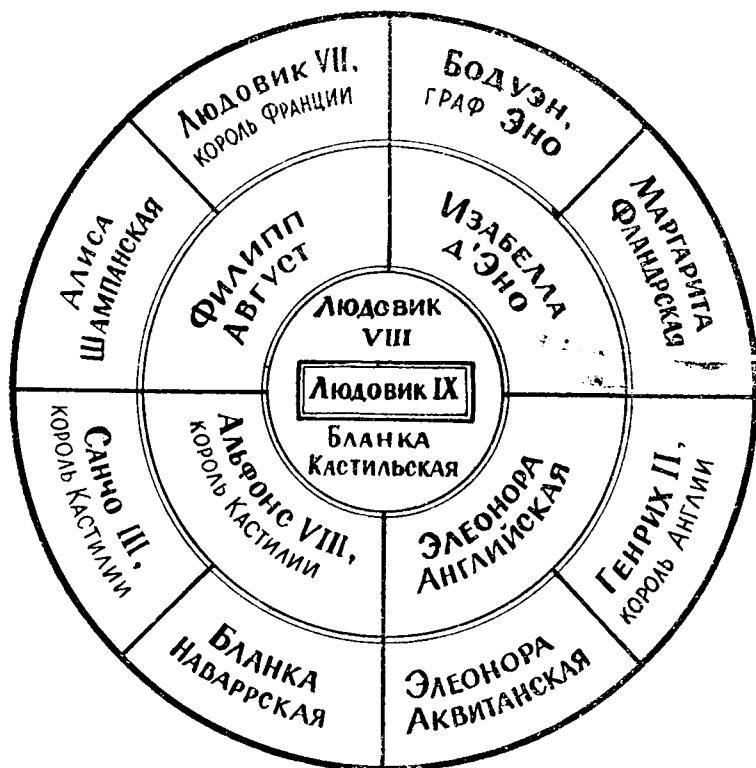 Людовик VII,
король Франции
Бодуэн,
граф Эно
Алиса
Шампанская
Филипп
Август
Изабелла
д'Эно
Маргарита
Фландрская
Людовик
VIII
Людовик IX
Бланка
Кастильская
Санчо III,
король Кастилии
Альфонс VIII,
король Кастилии
Элеонора
Английская
Генрих II,
король Англии
Бланка
Наваррская
Элеонора
Аквитанская